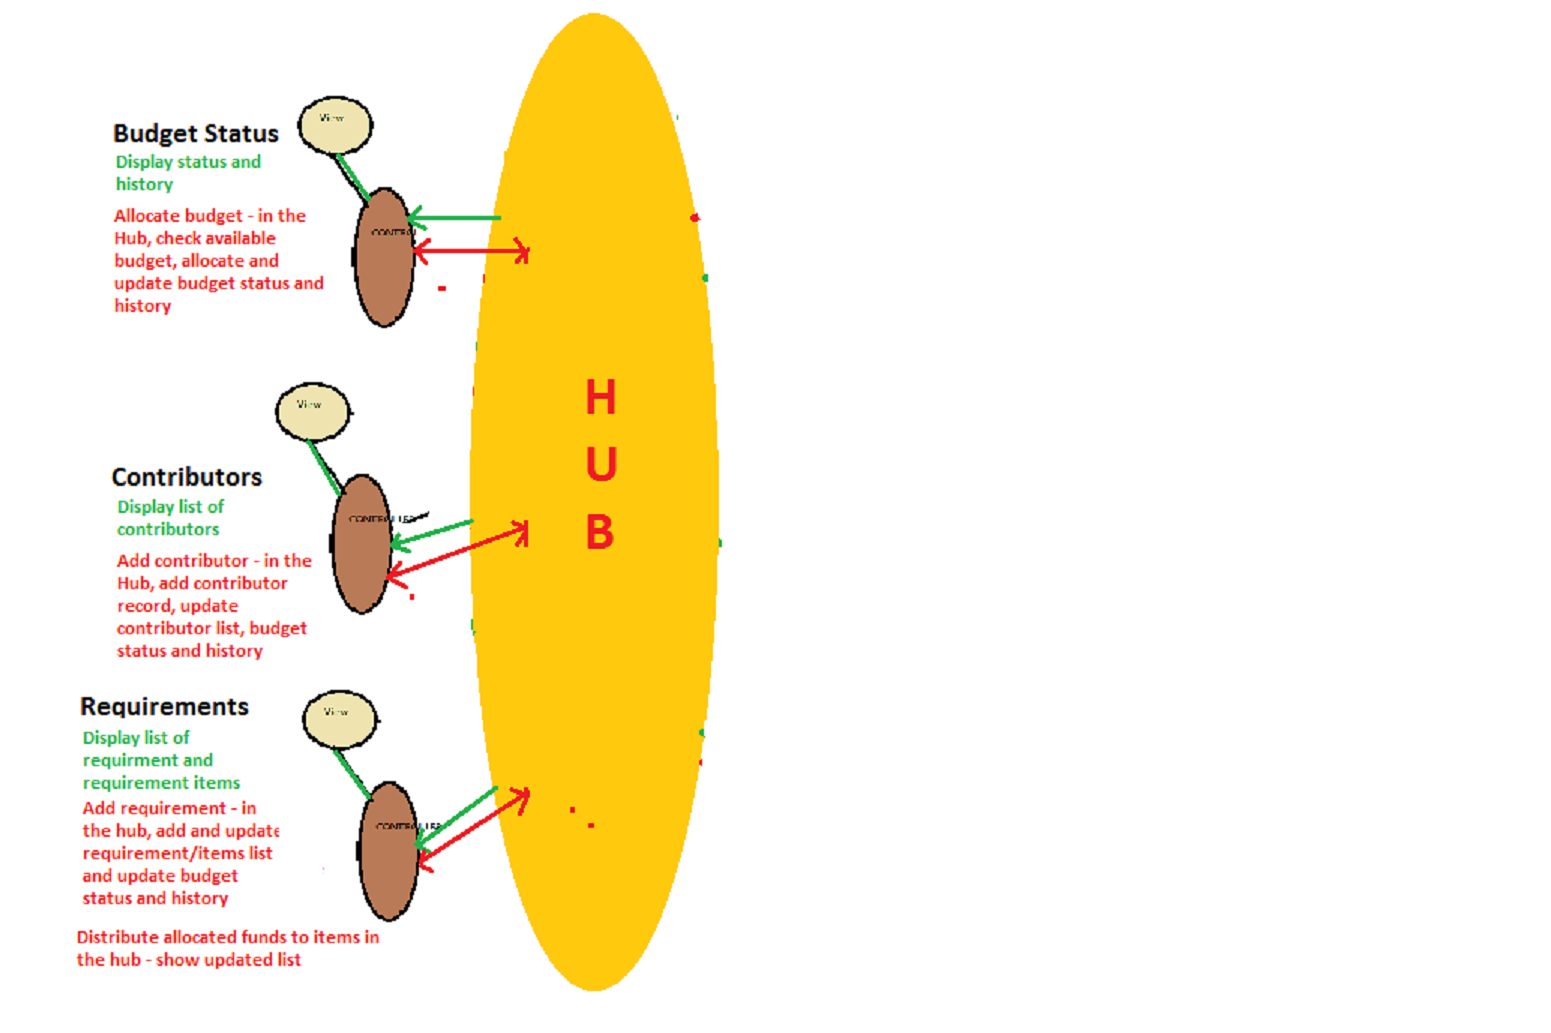 View
Budget Status
Display status and
history
Allocate budget - in the
Hub, check available
budget, allocate and
update budget status and
history
H
U
B
View
Contributors
Display list of
contributors
CONTROLLER
Add contributor - in the
Hub, add contributor
record, update
contributor list, budget
status and history
View
Requirements
Display list of
requirment and
requirement items
Add requirement - in
the hub, add and update
requirement/items list
and update budget
status and history
CONTROLLER
Distribute allocated funds to items in
the hub - show updated list